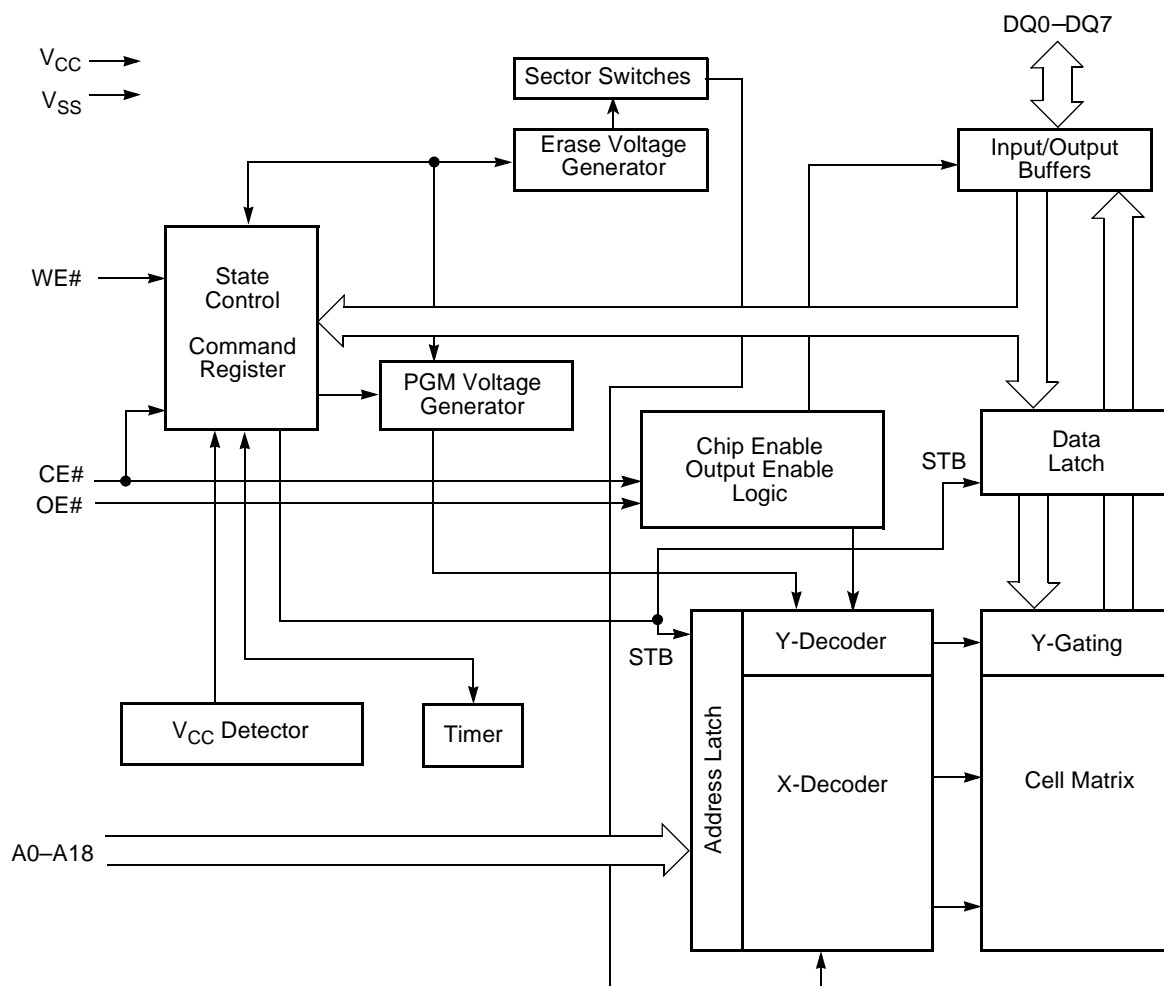 DQ0–DQ7
VCC
VSS
Sector Switches
Erase Voltage
Generator
Input/Output
Buffers
WE#
State
Control
Command
Register
PGM Voltage
Generator
Chip Enable
Output Enable
Logic
Data
Latch
STB
CE#
OE#
STB
Y-Decoder
Y-Gating
VCC Detector
Timer
Address Latch
X-Decoder
Cell Matrix
A0–A18